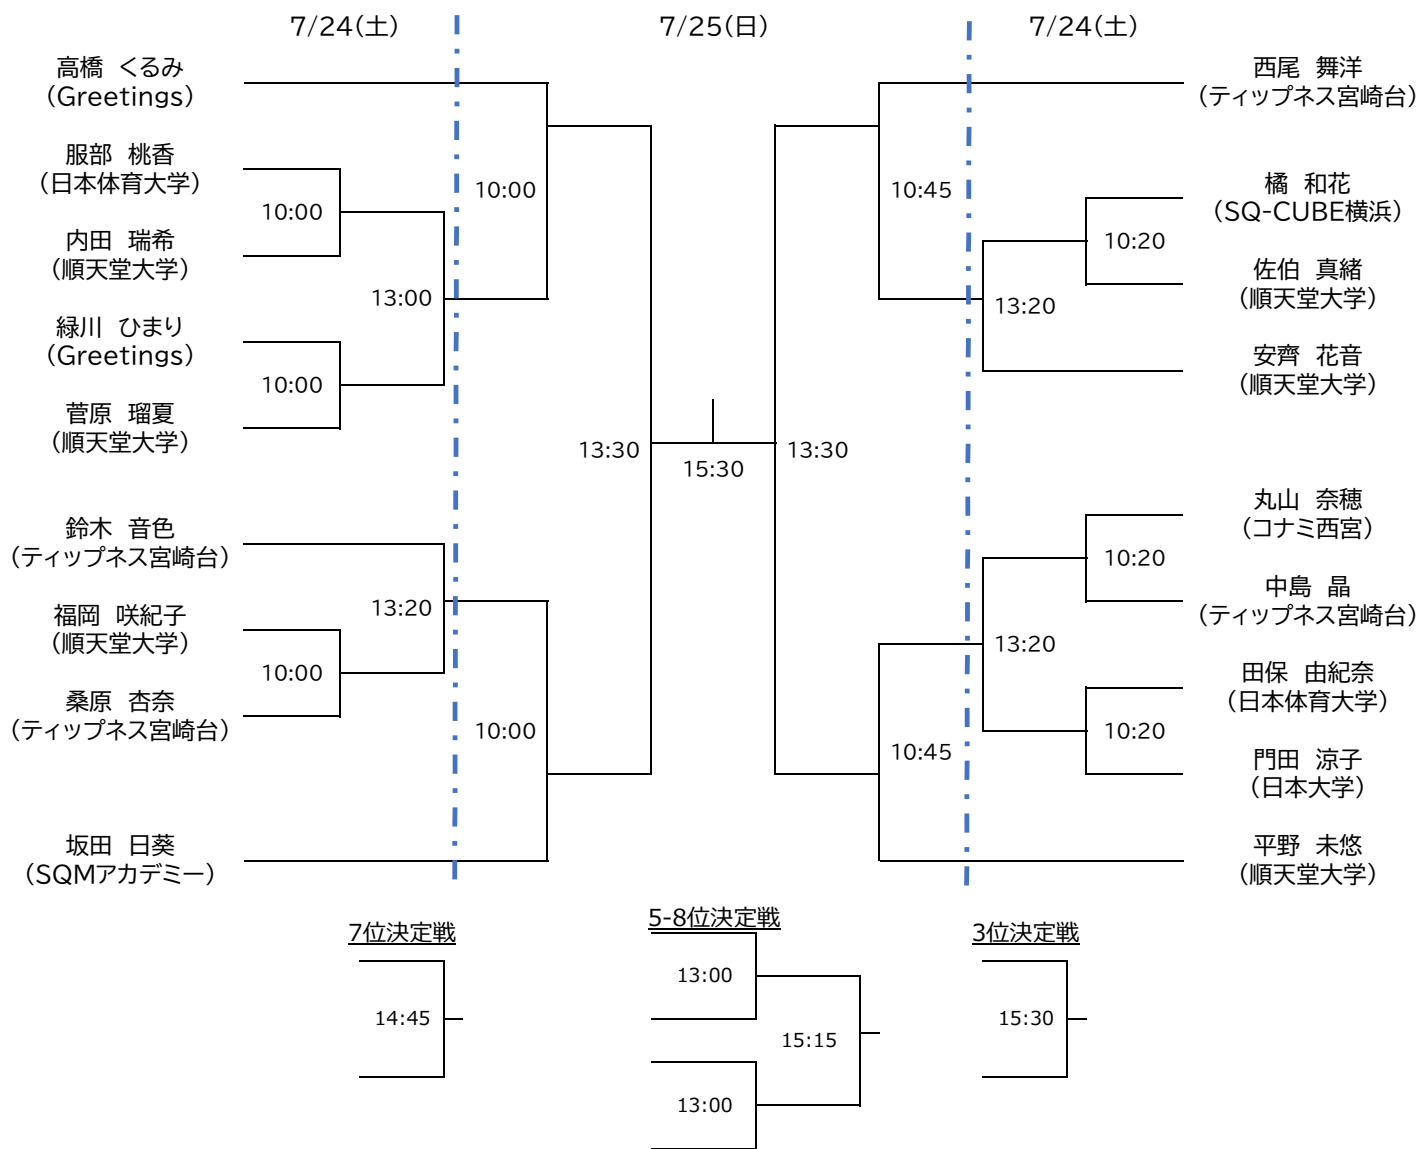 7/24(土)
7/25(日)
7/24(土)
高橋　くるみ
(Greetings)
服部　桃香
(日本体育大学)
10:00
内田　瑞希
(順天堂大学)
13:00
緑川　ひまり
(Greetings)
10:00
菅原　瑠夏
(順天堂大学)
10:00
鈴木　音色
(ティップネス宮崎台)
13:20
福岡　咲紀子
(順天堂大学)
10:00
桑原　杏奈
(ティップネス宮崎台)
10:00
坂田　日葵
(SQMアカデミー)
13:30
15:30
13:30
西尾　舞洋
(ティップネス宮崎台)
10:45
橘　和花
(SQ-CUBE横浜)
10:20
佐伯　真緒
(順天堂大学)
13:20
安齊　花音
(順天堂大学)
丸山　奈穂
(コナミ西宮)
10:20
中島　晶
(ティップネス宮崎台)
13:20
田保　由紀奈
(日本体育大学)
10:20
門田　涼子
(日本大学)
10:45
平野　未悠
(順天堂大学)
7位決定戦
14:45
5-8位決定戦
13:00
15:15
13:00
3位決定戦
15:30